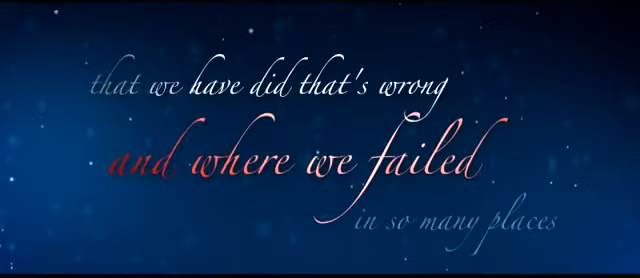 that we have did that's wrong
and where we failed
in so many places